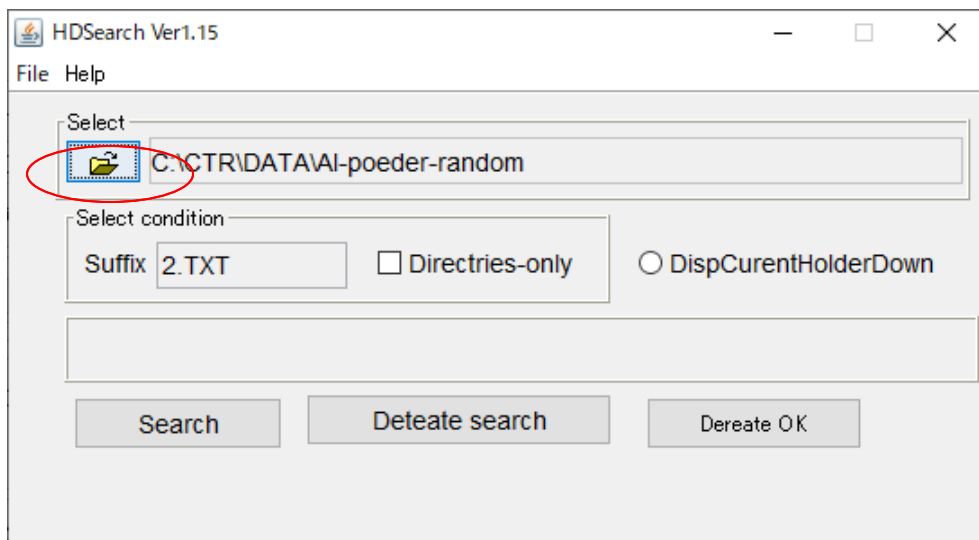 HDSearch Ver1.15
File Help
Select
C:\CTR\DATA\Al-poeder-random
Select condition
Suffix 2.TXT Directries-only DispCurentHolderDown
Search Deteate search Dereate OK